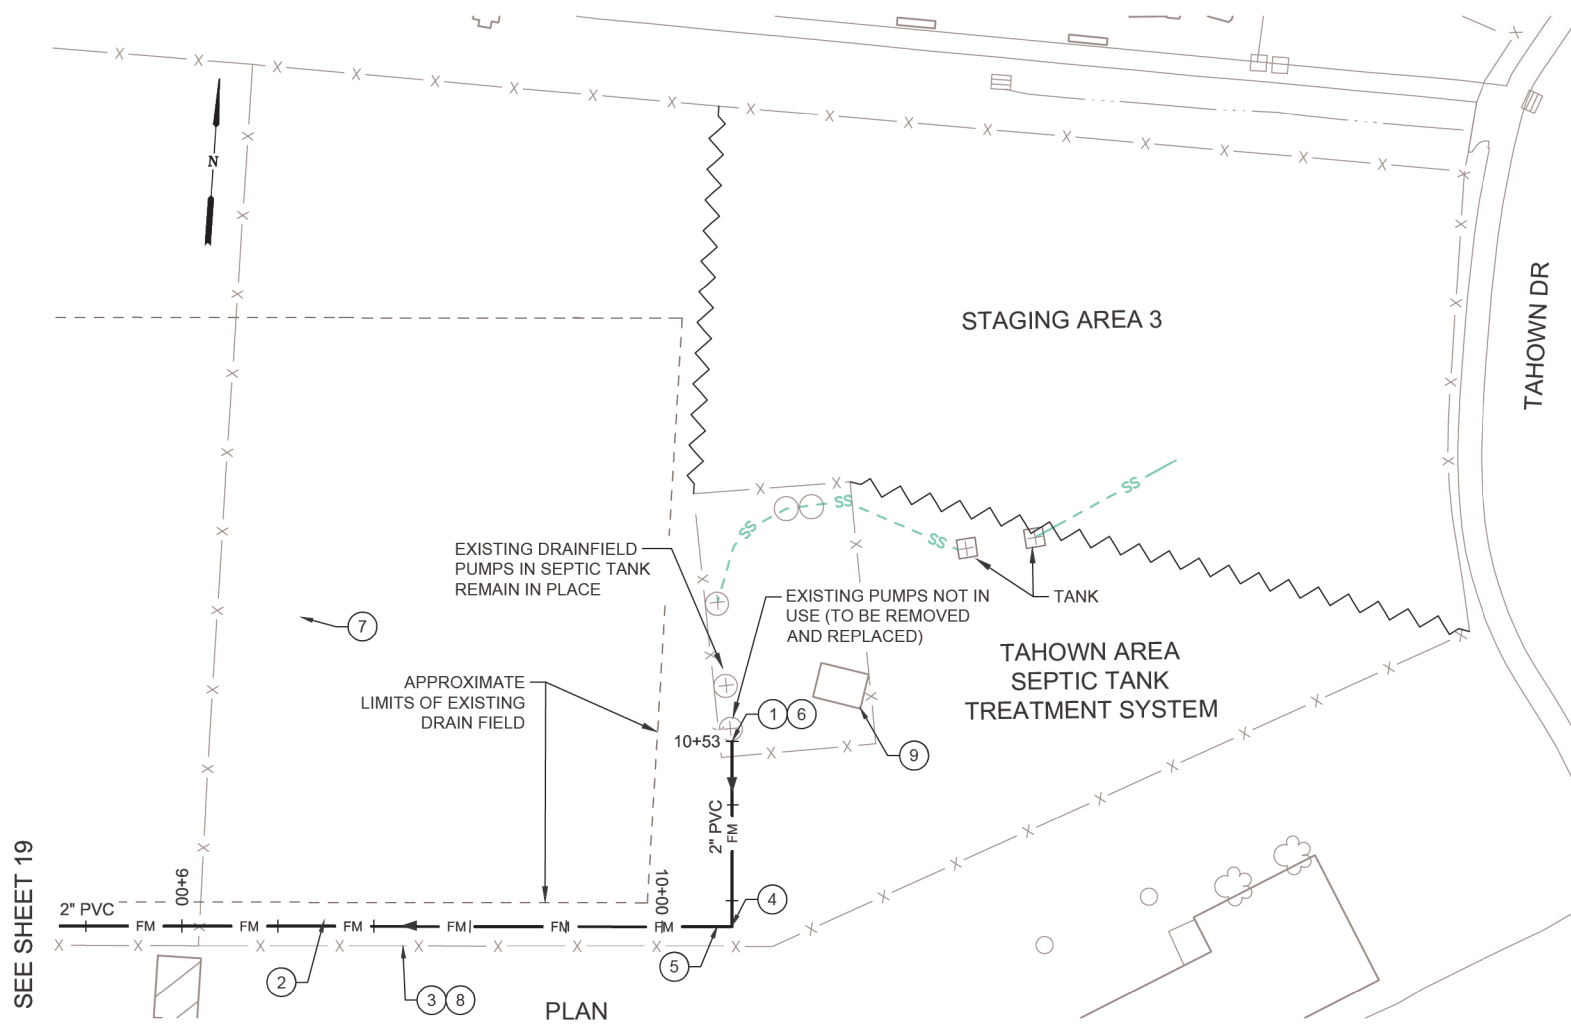 N
STAGING AREA 3
TAHOWN DR
SS
SS
SS
SS
EXISTING DRAINFIELD
PUMPS IN SEPTIC TANK
REMAIN IN PLACE
EXISTING PUMPS NOT IN
USE (TO BE REMOVED
AND REPLACED)
TANK
7
TAHOWN AREA
SEPTIC TANK
TREATMENT SYSTEM
APPROXIMATE
LIMITS OF EXISTING
DRAIN FIELD
1 6
10+53
9
2" PVC
FM
SEE SHEET 19
9+00
10+00
4
2" PVC
FM FM FM FM FM FM
2
3 8
5
PLAN